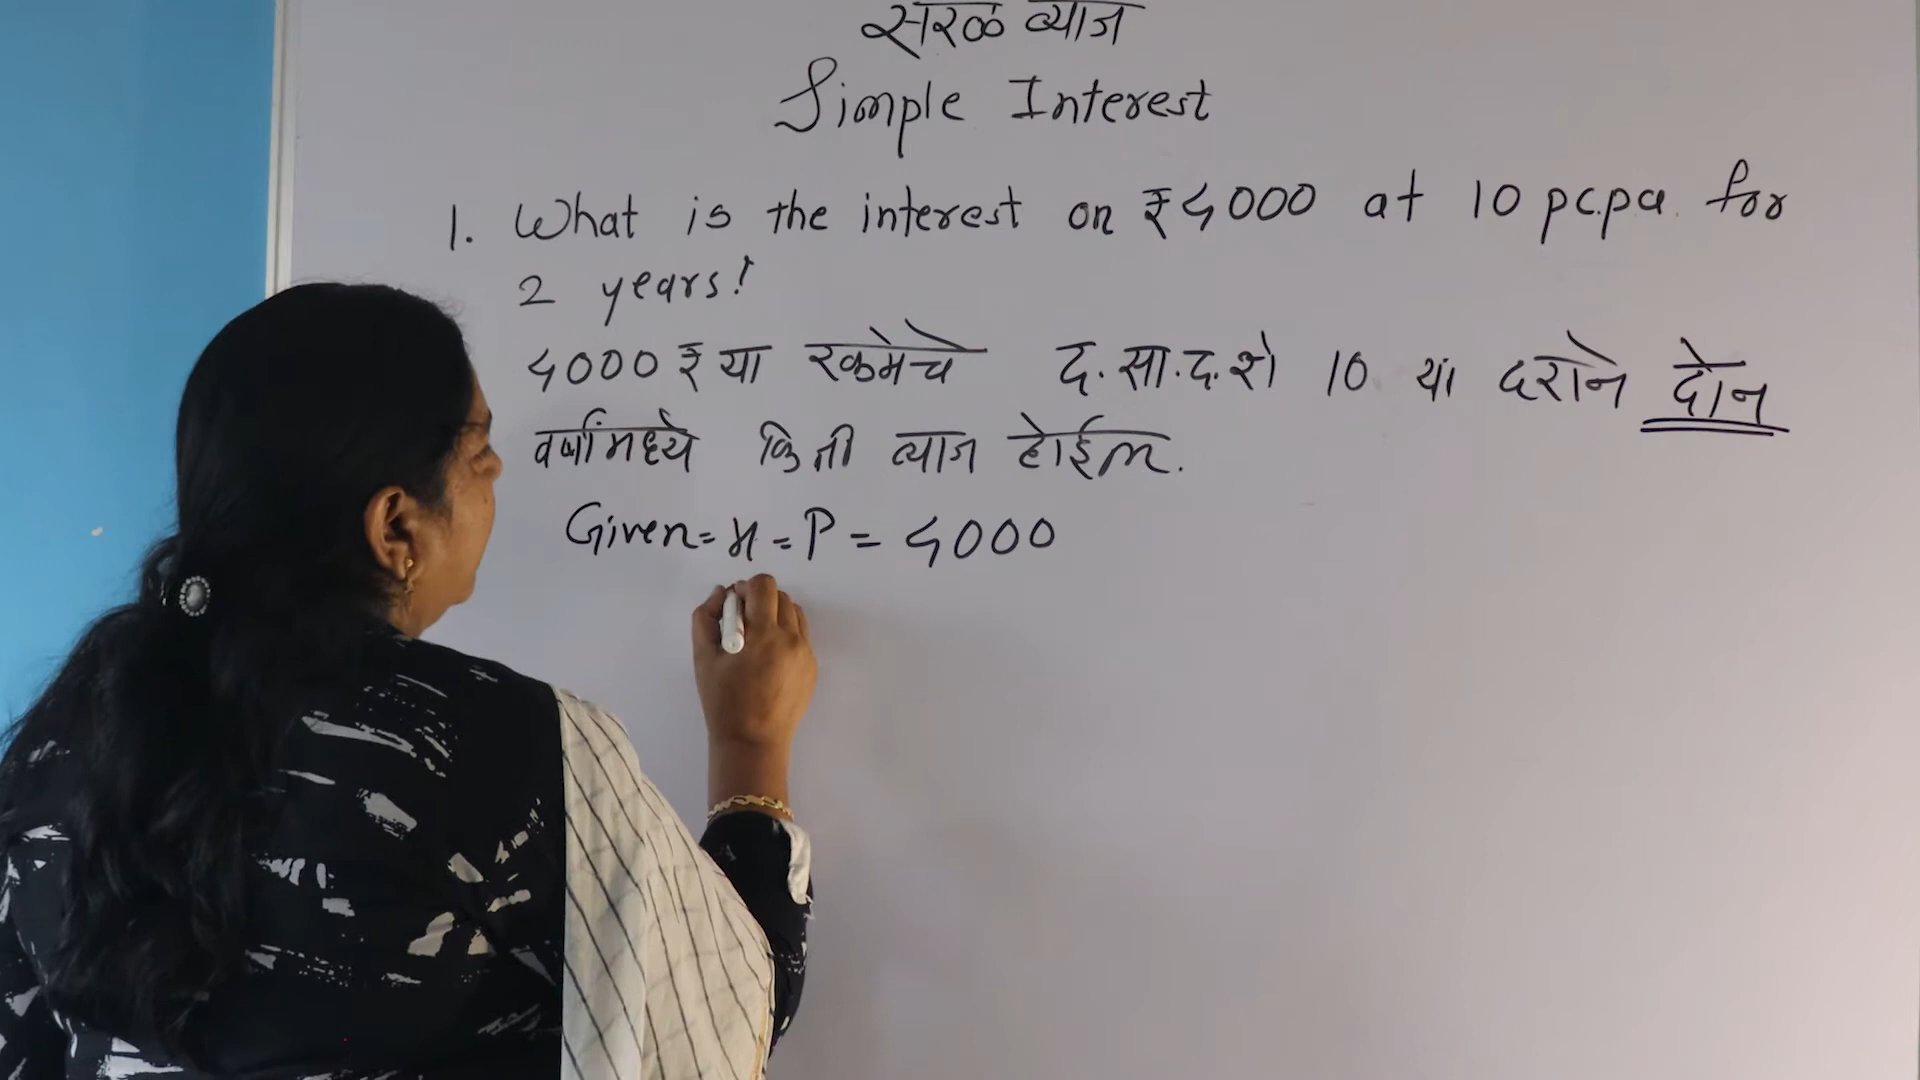 सरळ व्याज
Simple Interest
1. What is the interest on ₹4000 at 10 pcpa. for
2 years?
4000 ₹ या रकमेचे द.सा.द.शे 10 या दराने दोन
वर्षांमध्ये किती व्याज होईल.
Given = म = P = 4000